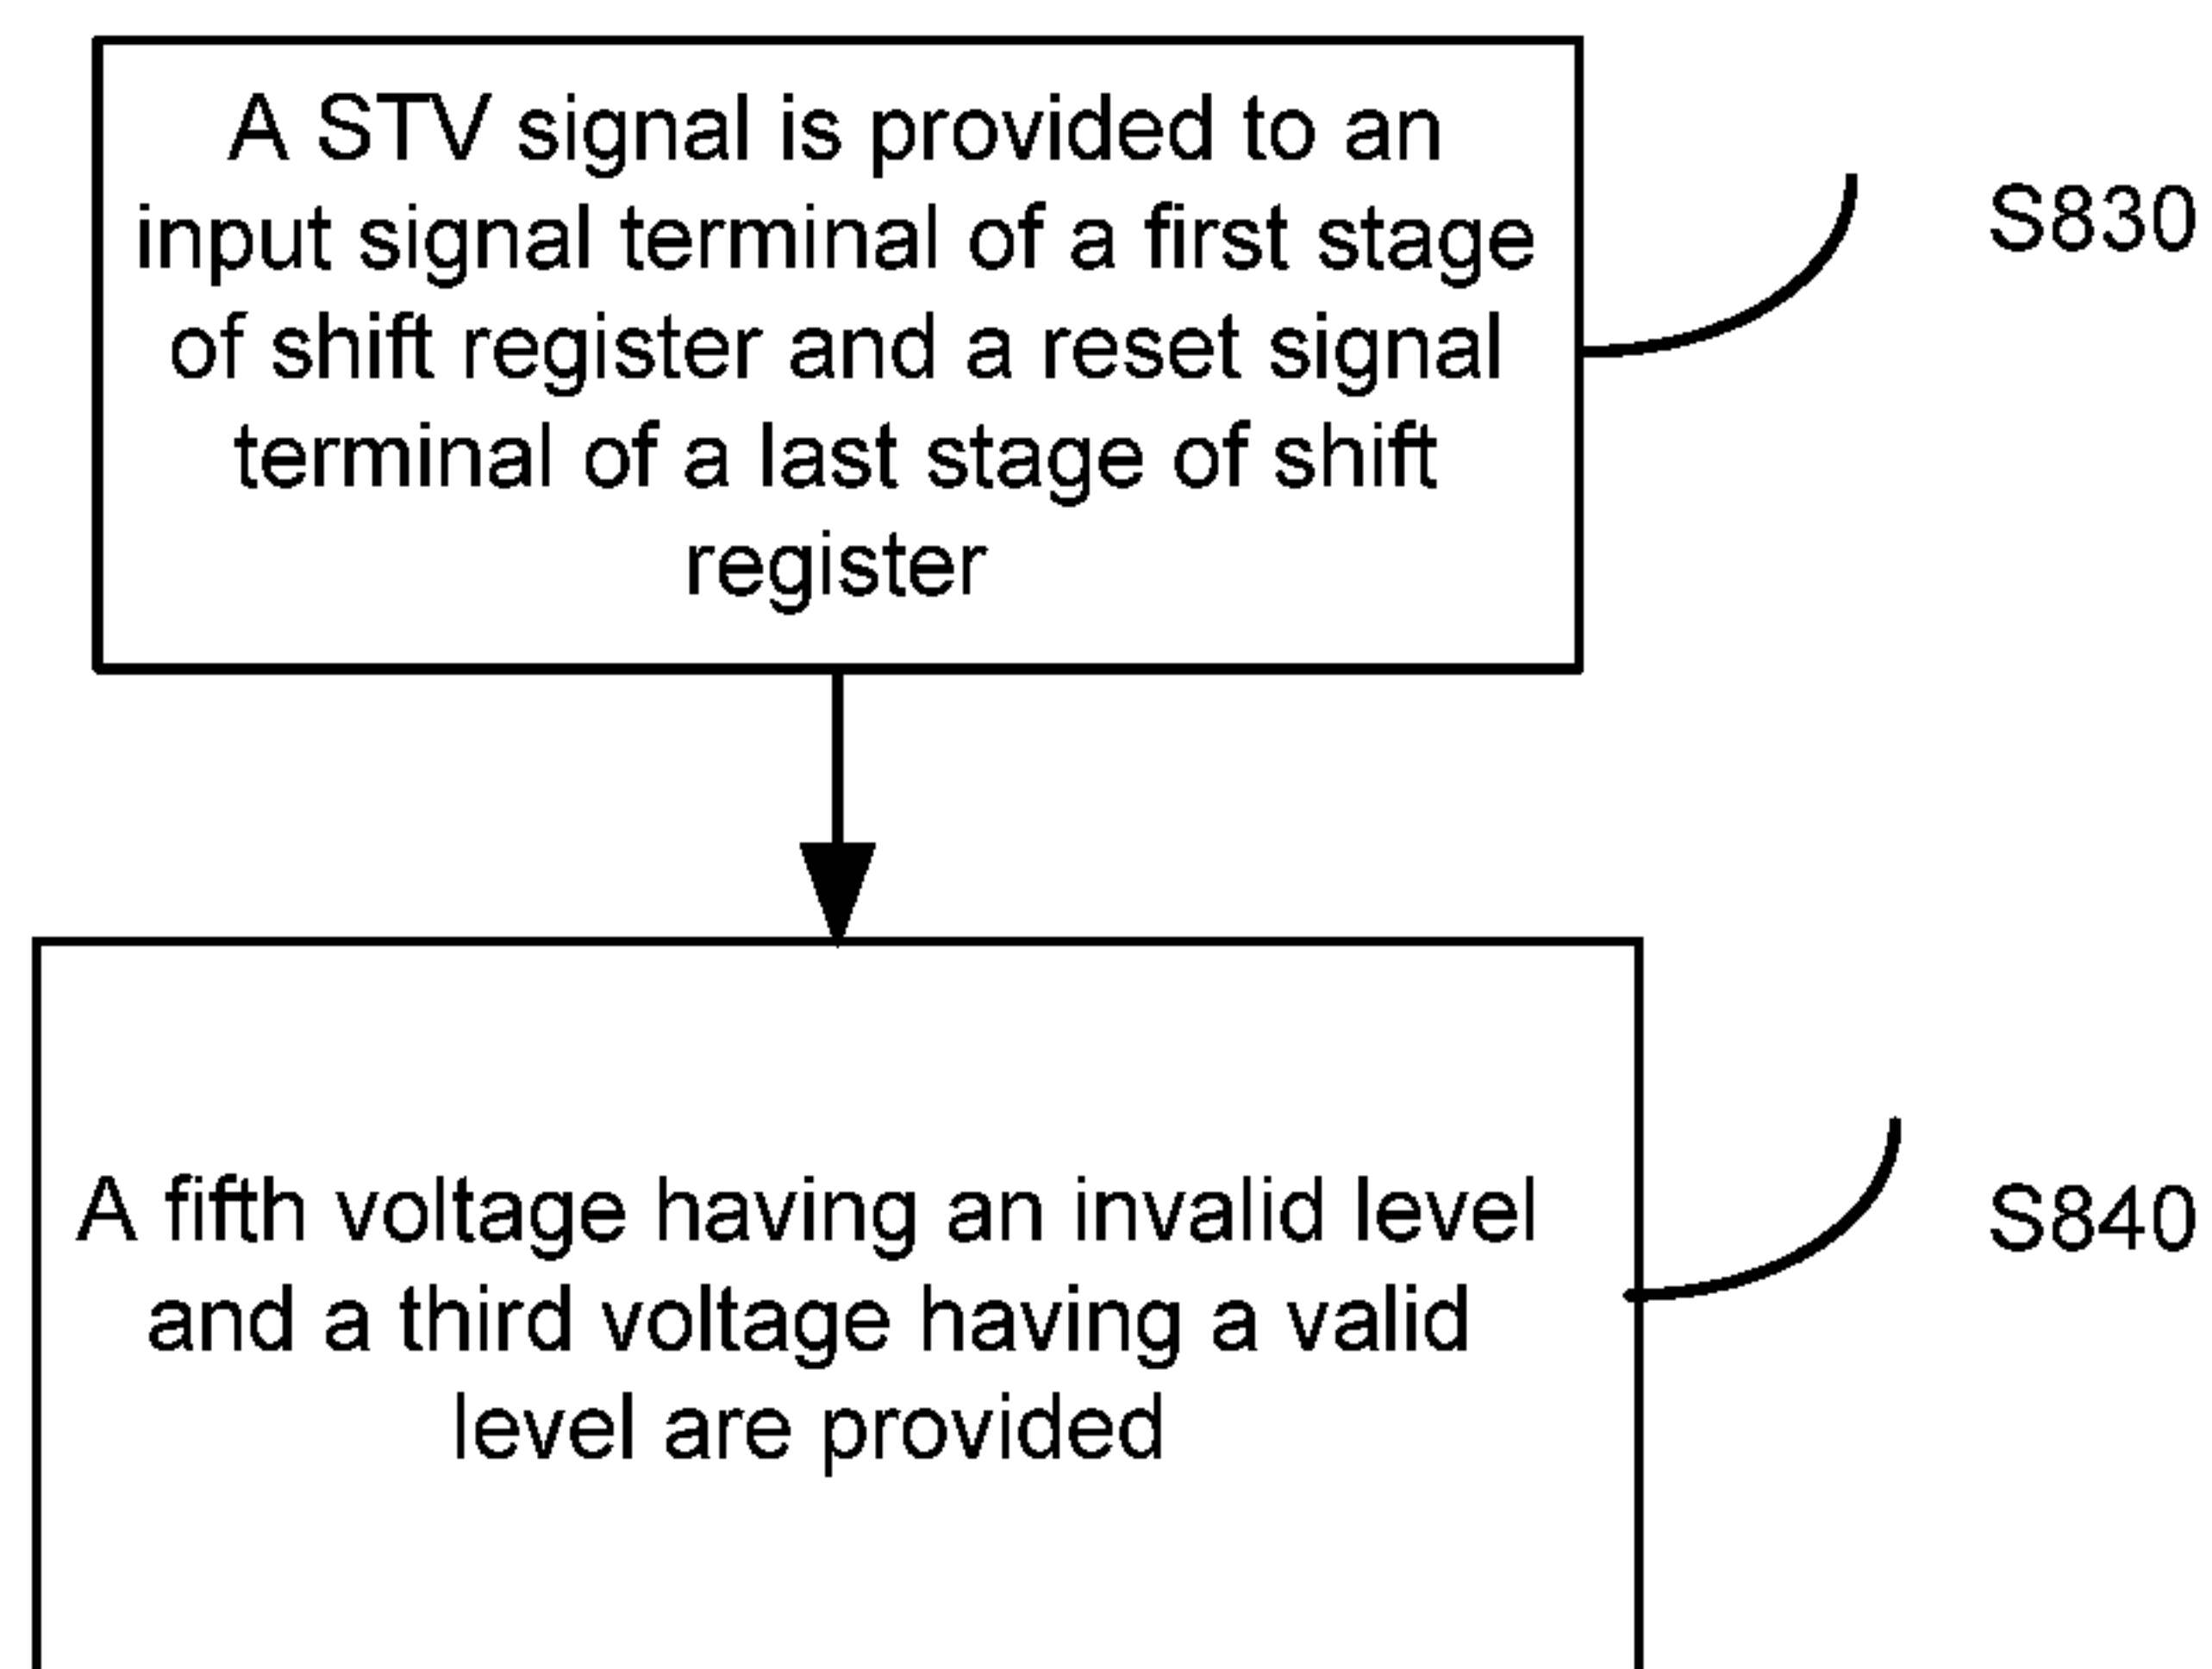 A STV signal is provided to an
input signal terminal of a first stage
of shift register and a reset signal
terminal of a last stage of shift
register
S830
A fifth voltage having an invalid level
and a third voltage having a valid
level are provided
S840